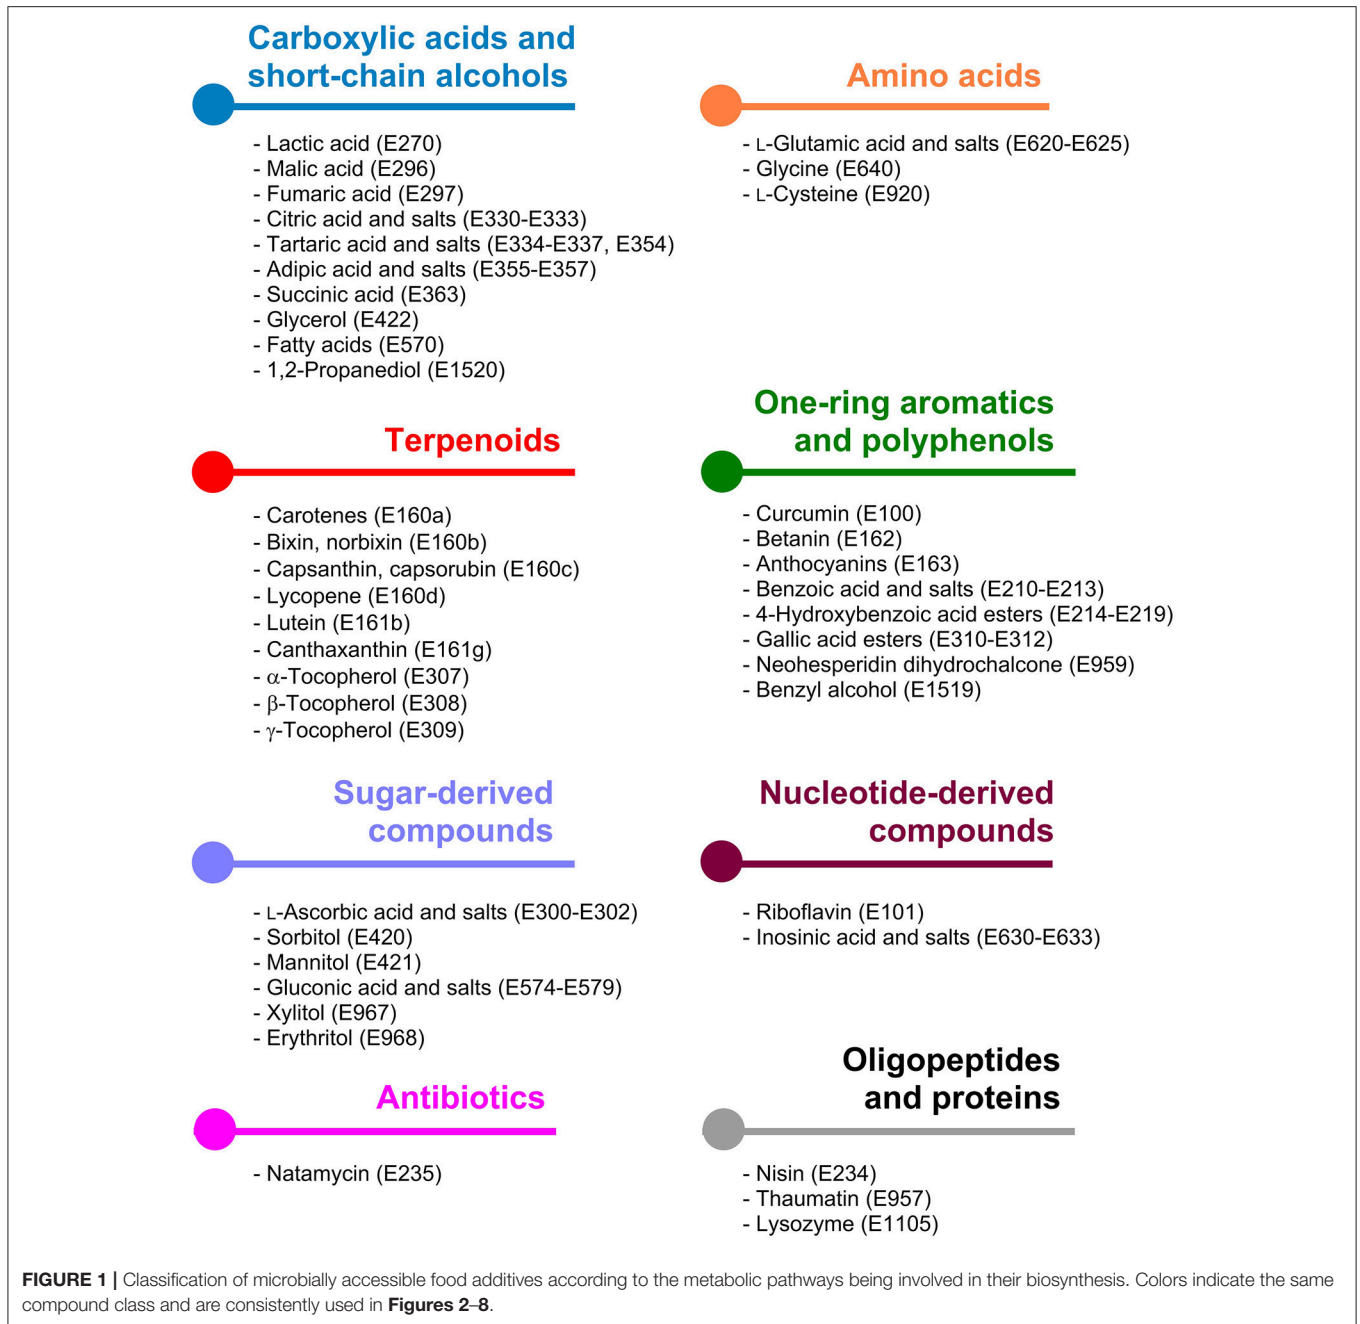 Carboxylic acids and
short-chain alcohols
- Lactic acid (E270)
- Malic acid (E296)
- Fumaric acid (E297)
- Citric acid and salts (E330-E333)
- Tartaric acid and salts (E334-E337, E354)
- Adipic acid and salts (E355-E357)
- Succinic acid (E363)
- Glycerol (E422)
- Fatty acids (E570)
- 1,2-Propanediol (E1520)
Amino acids
- L-Glutamic acid and salts (E620-E625)
- Glycine (E640)
- L-Cysteine (E920)
Terpenoids
- Carotenes (E160a)
- Bixin, norbixin (E160b)
- Capsanthin, capsorubin (E160c)
- Lycopene (E160d)
- Lutein (E161b)
- Canthaxanthin (E161g)
- α-Tocopherol (E307)
- β-Tocopherol (E308)
- γ-Tocopherol (E309)
One-ring aromatics
and polyphenols
- Curcumin (E100)
- Betanin (E162)
- Anthocyanins (E163)
- Benzoic acid and salts (E210-E213)
- 4-Hydroxybenzoic acid esters (E214-E219)
- Gallic acid esters (E310-E312)
- Neohesperidin dihydrochalcone (E959)
- Benzyl alcohol (E1519)
Sugar-derived
compounds
- L-Ascorbic acid and salts (E300-E302)
- Sorbitol (E420)
- Mannitol (E421)
- Gluconic acid and salts (E574-E579)
- Xylitol (E967)
- Erythritol (E968)
Nucleotide-derived
compounds
- Riboflavin (E101)
- Inosinic acid and salts (E630-E633)
Antibiotics
- Natamycin (E235)
Oligopeptides
and proteins
- Nisin (E234)
- Thaumatin (E957)
- Lysozyme (E1105)
FIGURE 1 | Classification of microbially accessible food additives according to the metabolic pathways being involved in their biosynthesis. Colors indicate the same
compound class and are consistently used in Figures 2–8.